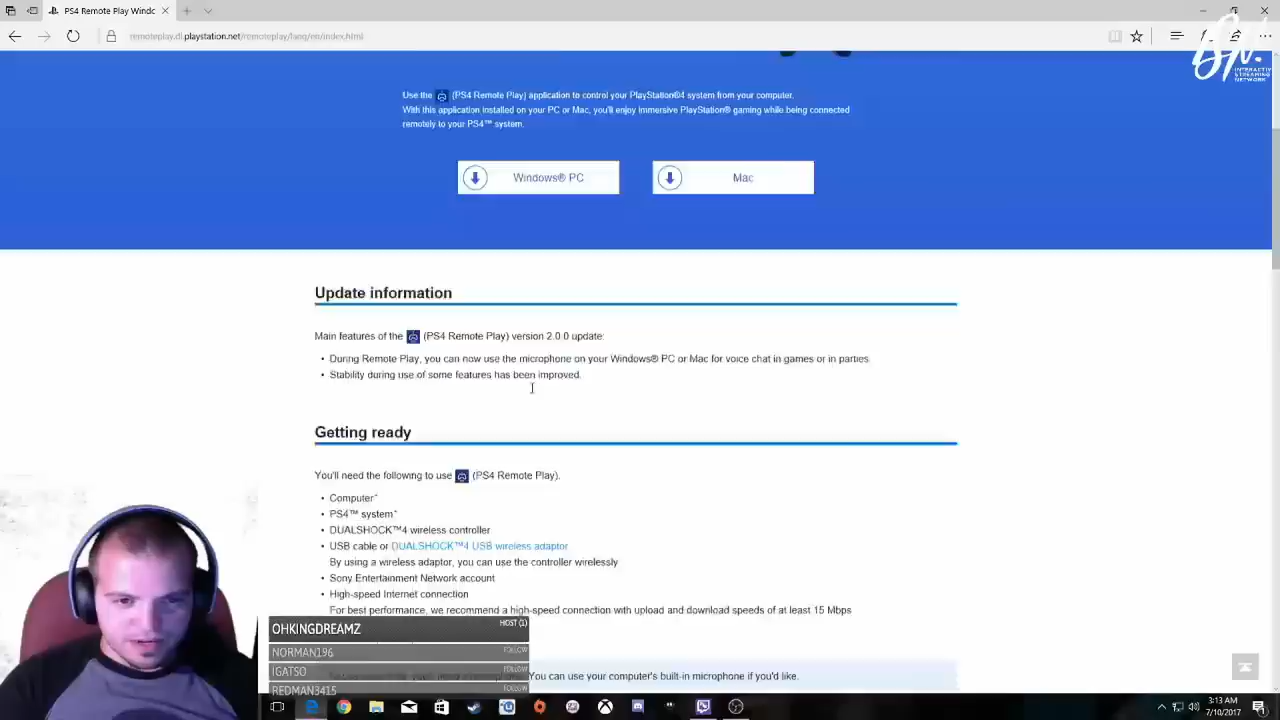 PS4 Remote Play Windc
remoteplay.dl.playstation.net/remoteplay/lang/en/index.html
INTERACTIVE
STREAMING
NETWORK
Use the (PS4 Remote Play) application to control your PlayStation®4 system from your computer.
With this application installed on your PC or Mac, you'll enjoy immersive PlayStation® gaming while being connected
remotely to your PS4™ system.
Windows® PC
Mac
Update information
Main features of the (PS4 Remote Play) version 2.0.0 update:
• During Remote Play, you can now use the microphone on your Windows® PC or Mac for voice chat in games or in parties.
• Stability during use of some features has been improved.
Getting ready
You'll need the following to use (PS4 Remote Play).
• Computer*
• PS4™ system*
• DUALSHOCK™4 wireless controller
• USB cable or DUALSHOCK™4 USB wireless adaptor
By using a wireless adaptor, you can use the controller wirelessly
• Sony Entertainment Network account
• High-speed Internet connection
For best performance, we recommend a high-speed connection with upload and download speeds of at least 15 Mbps
OHKINGDREAMZ HOST (1)
NORMAN196 FOLLOW
IGATSO FOLLOW
You can use your computer's built-in microphone if you'd like.
REDMAN3415 FOLLOW
3:13 AM
7/10/2017